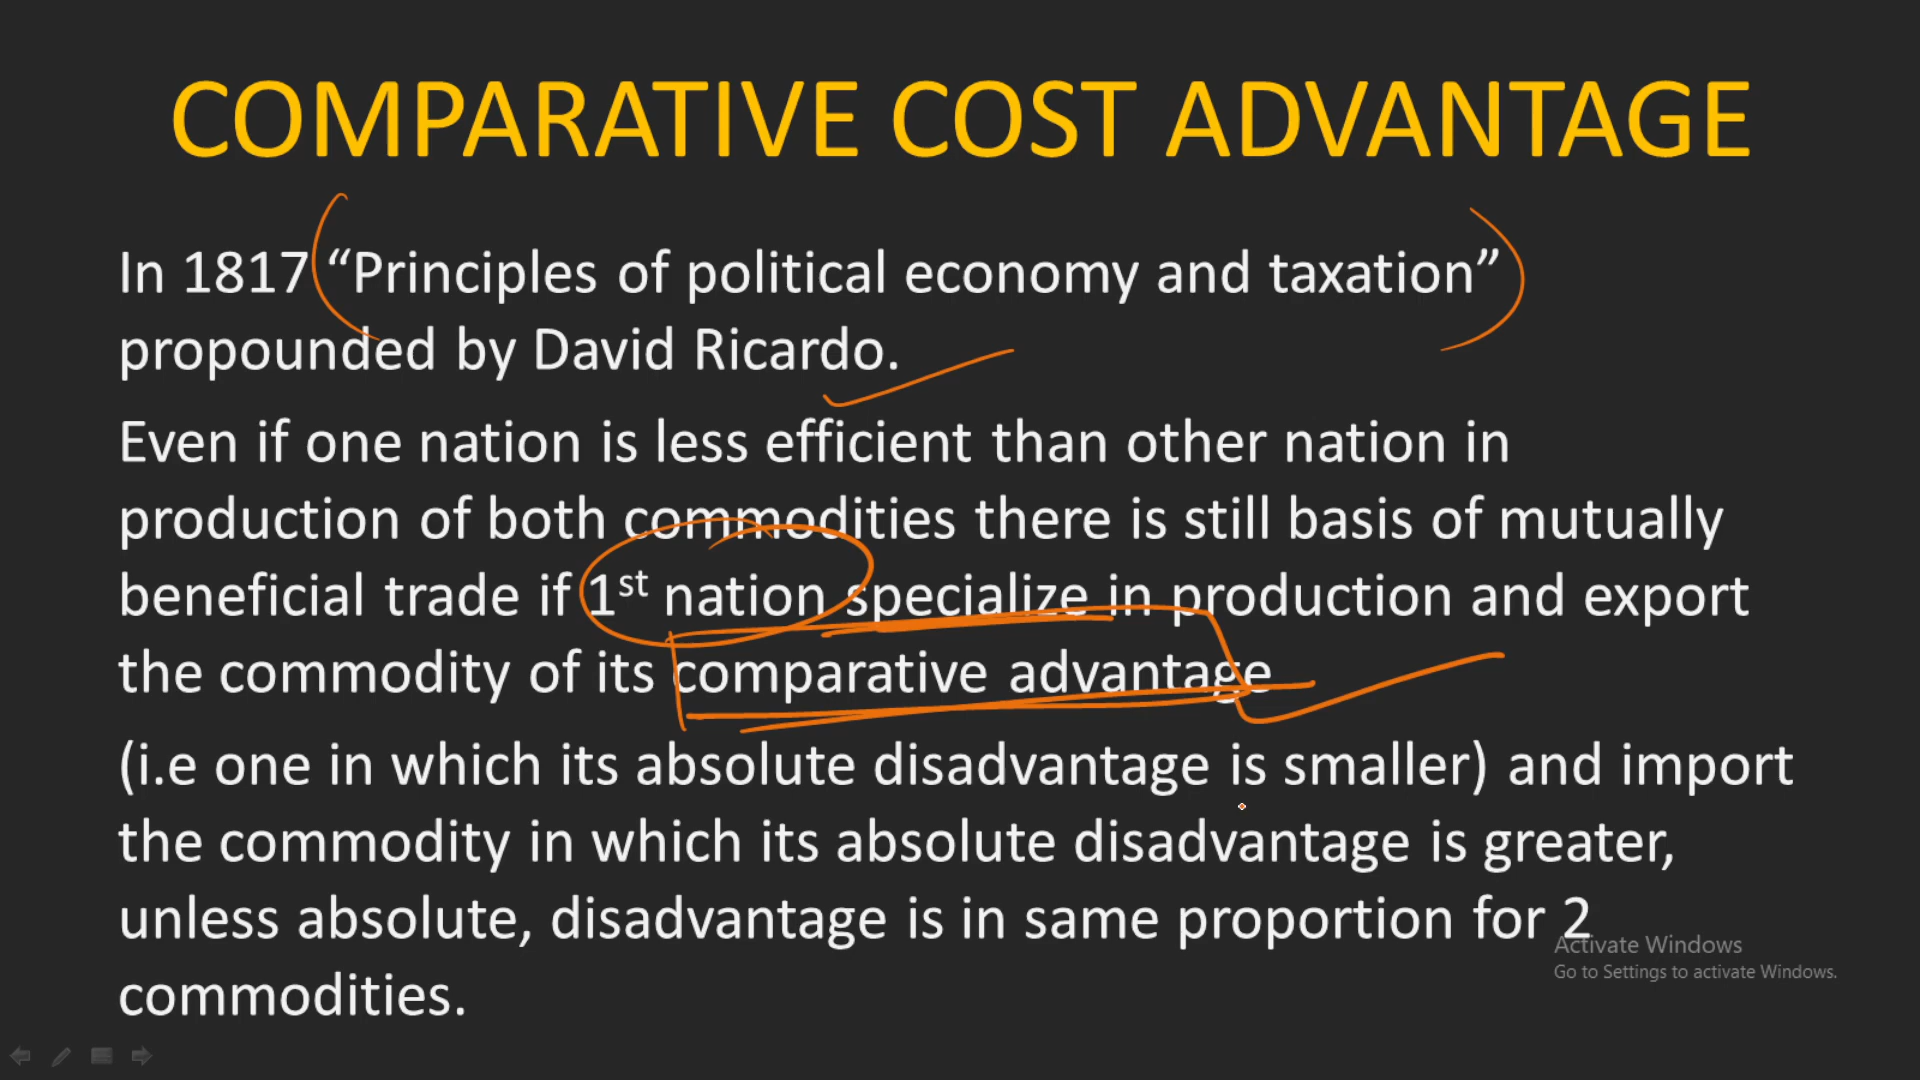 COMPARATIVE COST ADVANTAGE
In 1817 “Principles of political economy and taxation”
propounded by David Ricardo.
Even if one nation is less efficient than other nation in
production of both commodities there is still basis of mutually
beneficial trade if 1st nation specialize in production and export
the commodity of its comparative advantage
(i.e one in which its absolute disadvantage is smaller) and import
the commodity in which its absolute disadvantage is greater,
unless absolute, disadvantage is in same proportion for 2
commodities.
Activate Windows
Go to Settings to activate Windows.